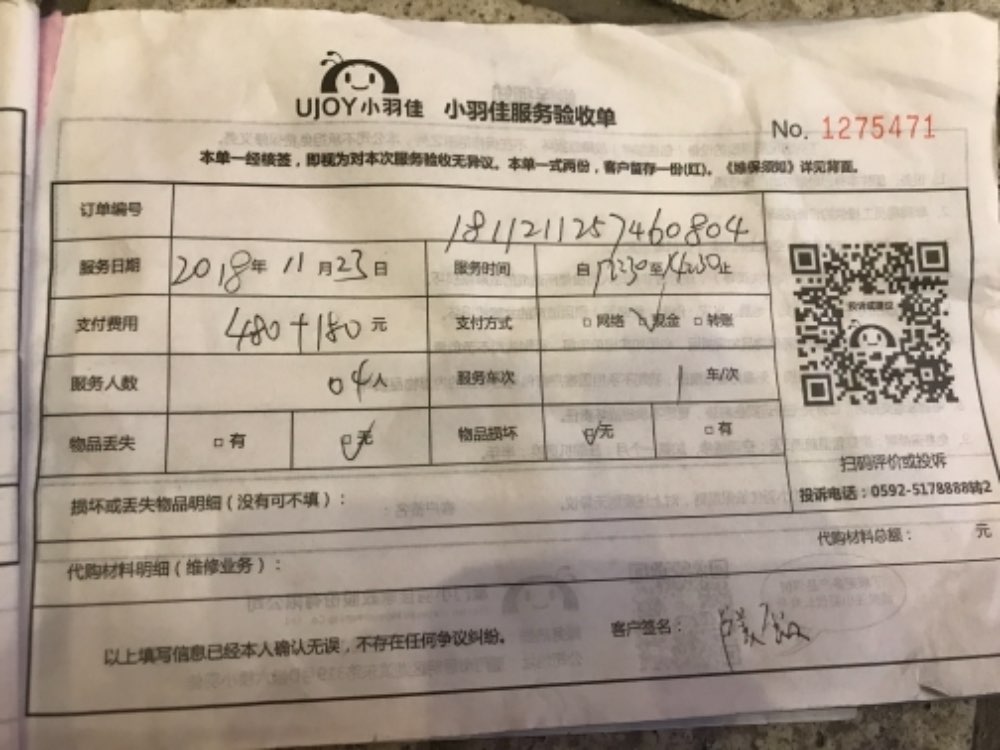 UJOY小羽佳 小羽佳服务验收单
No. 1275471
本单一经核签，即视为对本次服务验收无异议。本单一式两份，客户留存一份(红)。《维保须知》详见背面。
订单编号 181121125746080​4
服务日期 2018年11月23日 服务时间 自 至 止
支付费用 480+180元 支付方式 □网络 ☑现金 □转账
服务人数 04人 服务车次 1 车/次
物品丢失 □有 ☑无 物品损坏 ☑无 □有
投诉或建议
扫码评价或投诉
投诉电话：0592-5178888转2
损坏或丢失物品明细（没有可不填）：
代购材料明细（维修业务）： 代购材料总额： 元
以上填写信息已经本人确认无误，不存在任何争议纠纷。 客户签名：